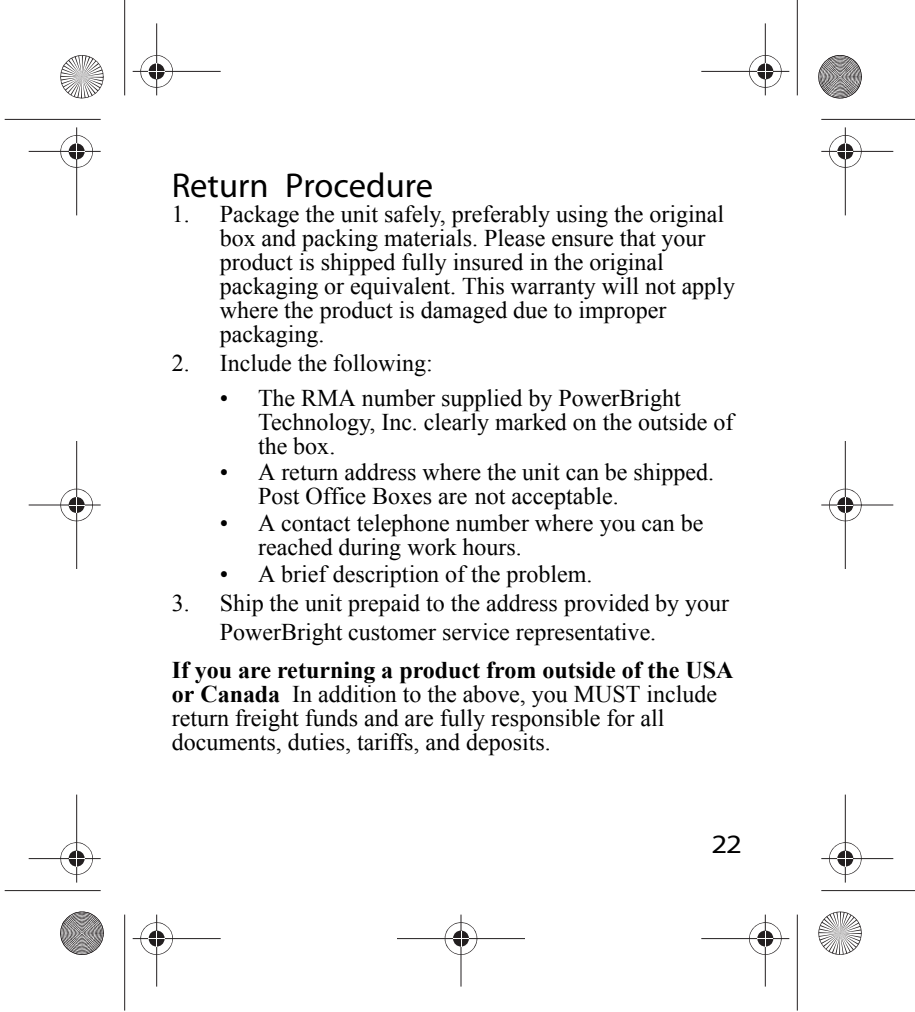 Return Procedure
1. Package the unit safely, preferably using the original
box and packing materials. Please ensure that your
product is shipped fully insured in the original
packaging or equivalent. This warranty will not apply
where the product is damaged due to improper
packaging.
2. Include the following:
• The RMA number supplied by PowerBright
Technology, Inc. clearly marked on the outside of
the box.
• A return address where the unit can be shipped.
Post Office Boxes are not acceptable.
• A contact telephone number where you can be
reached during work hours.
• A brief description of the problem.
3. Ship the unit prepaid to the address provided by your
PowerBright customer service representative.
If you are returning a product from outside of the USA
or Canada In addition to the above, you MUST include
return freight funds and are fully responsible for all
documents, duties, tariffs, and deposits.
22